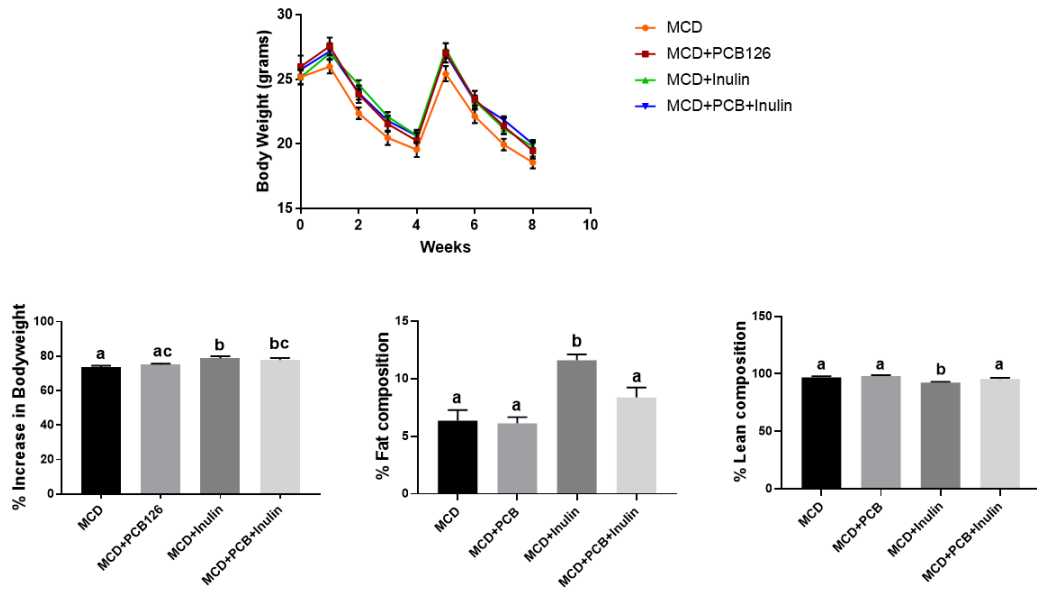 Body Weight (grams)
30
25
20
15
0 2 4 6 8 10
Weeks
MCD
MCD+PCB126
MCD+Inulin
MCD+PCB+Inulin
% Increase in Bodyweight
100
80
60
40
20
0
a ac b bc
MCD
MCD+PCB126
MCD+Inulin
MCD+PCB+Inulin
% Fat composition
15
10
5
0
a a b a
MCD
MCD+PCB
MCD+Inulin
MCD+PCB+Inulin
% Lean composition
150
100
50
0
a a b a
MCD
MCD+PCB
MCD+Inulin
MCD+PCB+Inulin